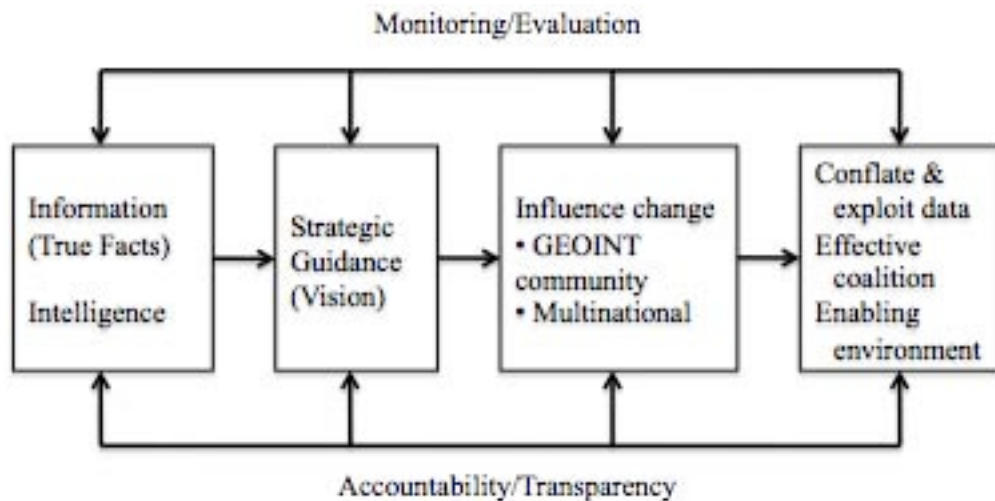 Monitoring/Evaluation
Information
(True Facts)
Intelligence
Strategic
Guidance
(Vision)
Influence change
• GEOINT
community
• Multinational
Conflate &
exploit data
Effective
coalition
Enabling
environment
Accountability/Transparency